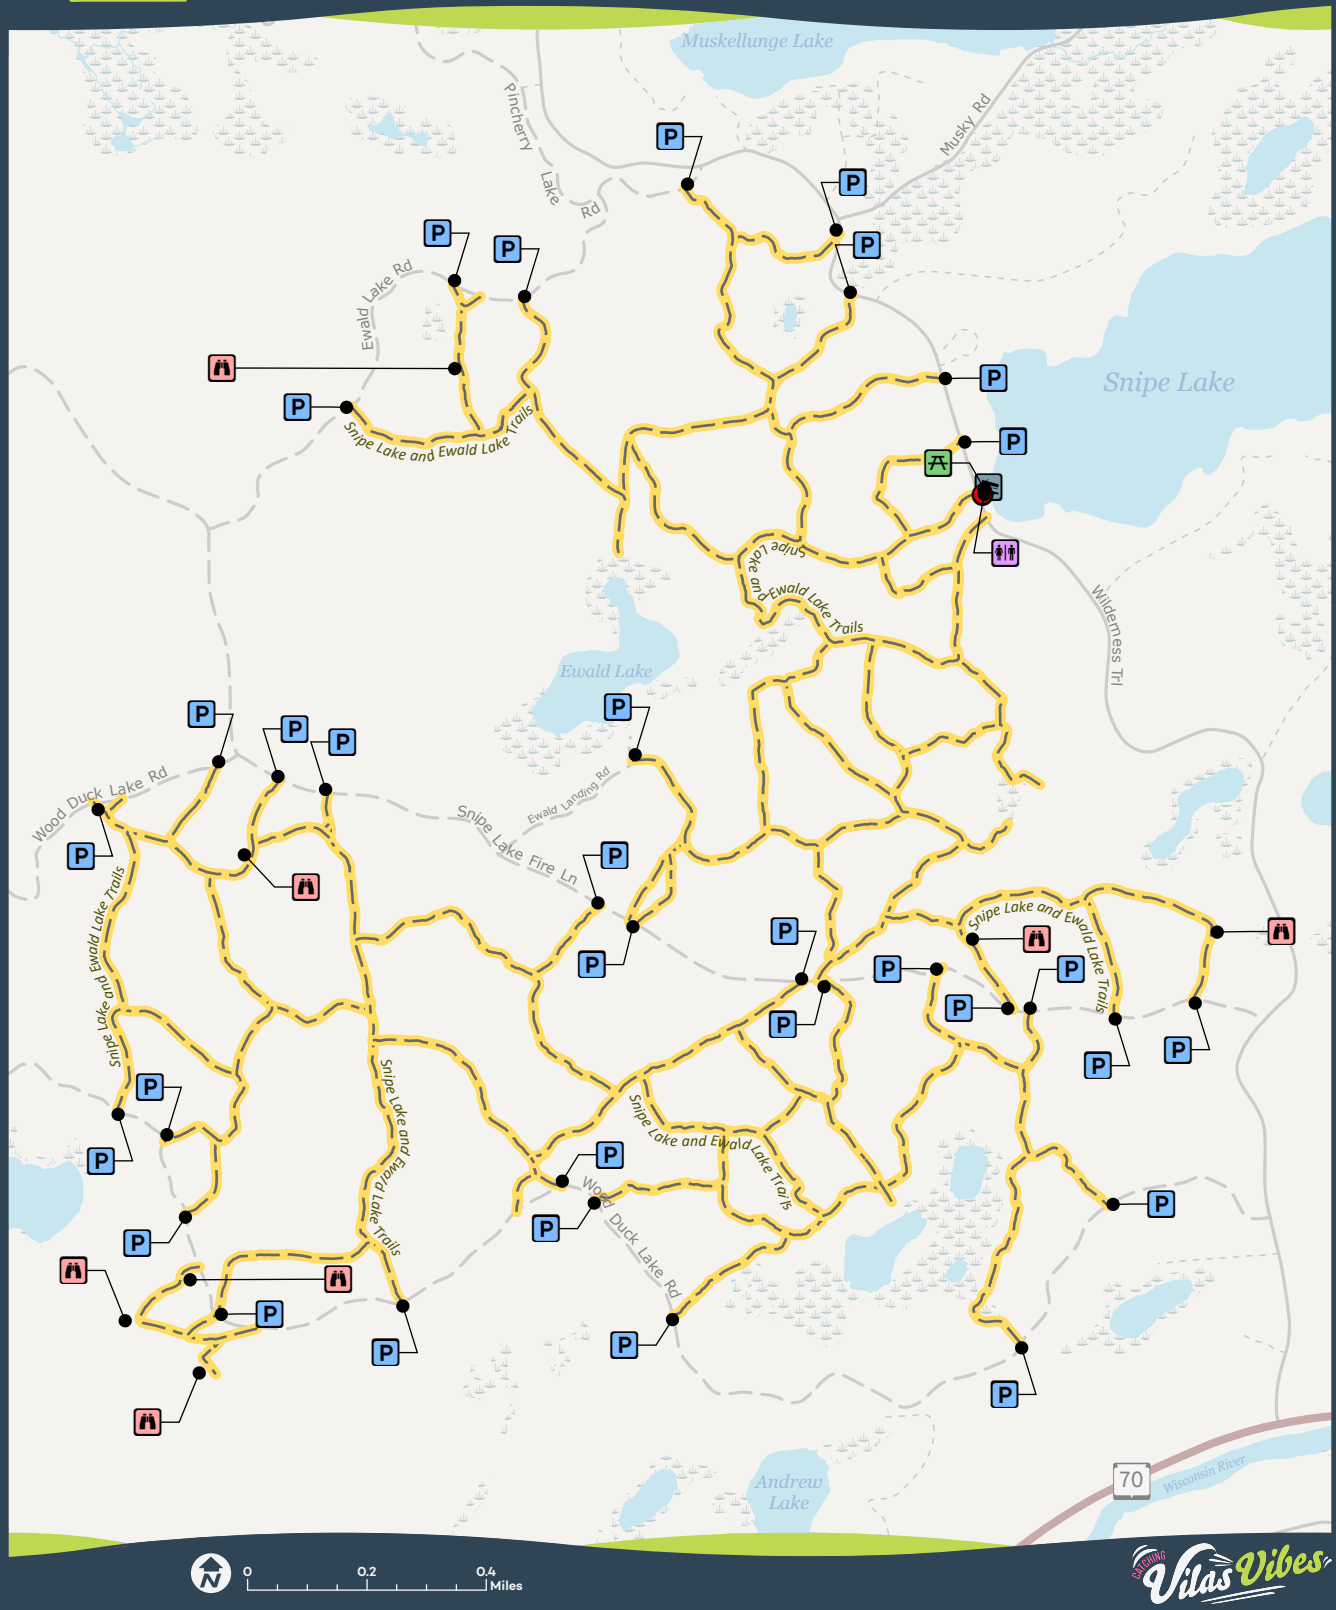 Muskellunge Lake
Pincherry
Lake
Rd
Musky Rd
P
P
P
P
P
Ewald
Lake Rd
P
P
P
Snipe Lake
Snipe Lake and Ewald Lake Trails
Snipe Lake and Ewald Lake Trails
Wilderness Trl
Ewald Lake
P
P
P
P
Wood Duck Lake Rd
Ewald Landing Rd
Snipe Lake Fire Ln
P
P
P
Snipe Lake and Ewald Lake Trails
Snipe Lake and Ewald Lake Trails
P
P
P
P
P
P
P
P
Snipe Lake and Ewald Lake Trails
Snipe Lake and Ewald Lake Trails
P
P
P
P
P
Wood Duck Lake Rd
P
P
P
P
P
P
Andrew
Lake
70
Wisconsin River
N
0 0.2 0.4
Miles
CATCHING
Vilas Vibes